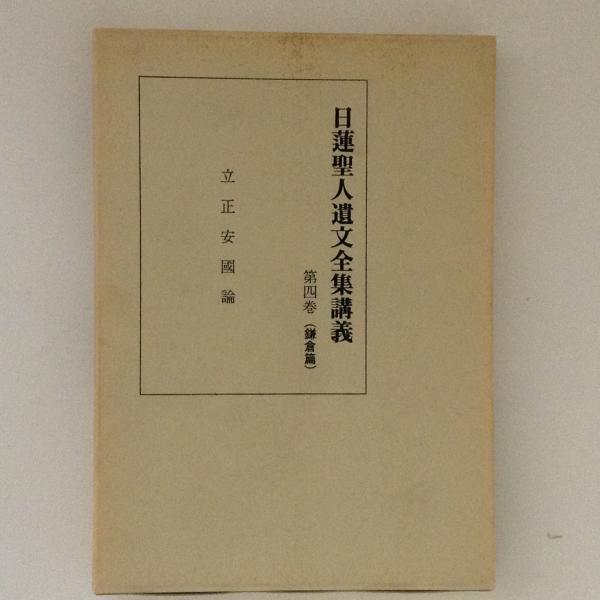 日蓮聖人遺文全集講義
第四巻（鎌倉篇）
立正安國論